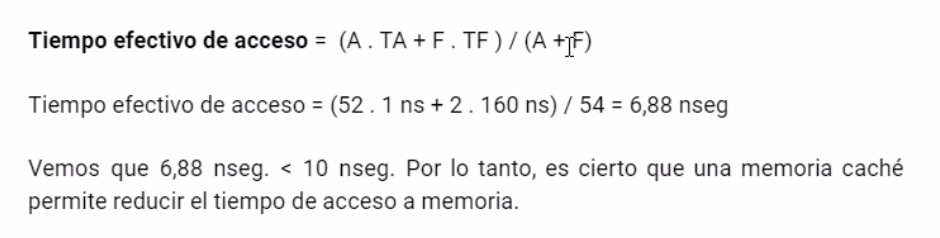 Tiempo efectivo de acceso = (A . TA + F . TF ) / (A + F)
Tiempo efectivo de acceso = (52 . 1 ns + 2 . 160 ns) / 54 = 6,88 nseg
Vemos que 6,88 nseg. < 10 nseg. Por lo tanto, es cierto que una memoria caché
permite reducir el tiempo de acceso a memoria.